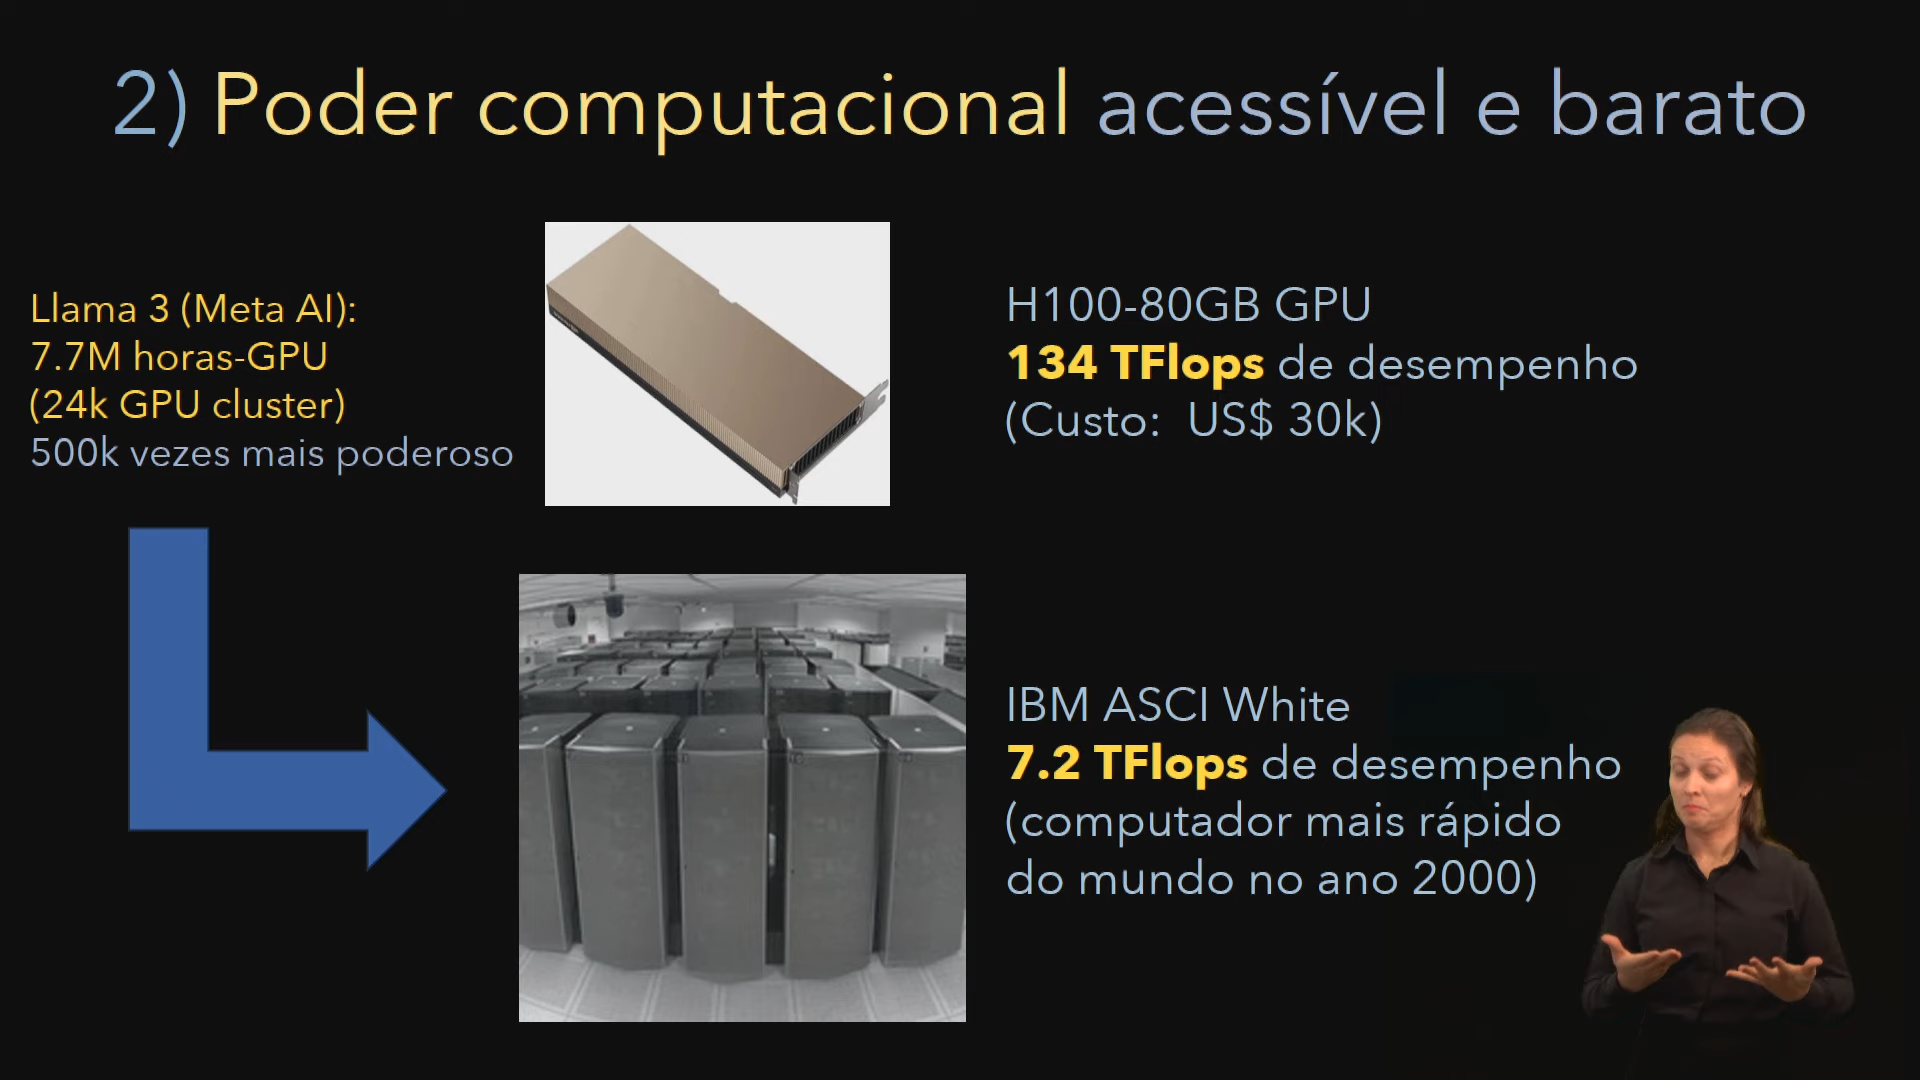 2) Poder computacional acessível e barato
Llama 3 (Meta AI):
7.7M horas-GPU
(24k GPU cluster)
500k vezes mais poderoso
H100-80GB GPU
134 TFlops de desempenho
(Custo: US$ 30k)
IBM ASCI White
7.2 TFlops de desempenho
(computador mais rápido
do mundo no ano 2000)